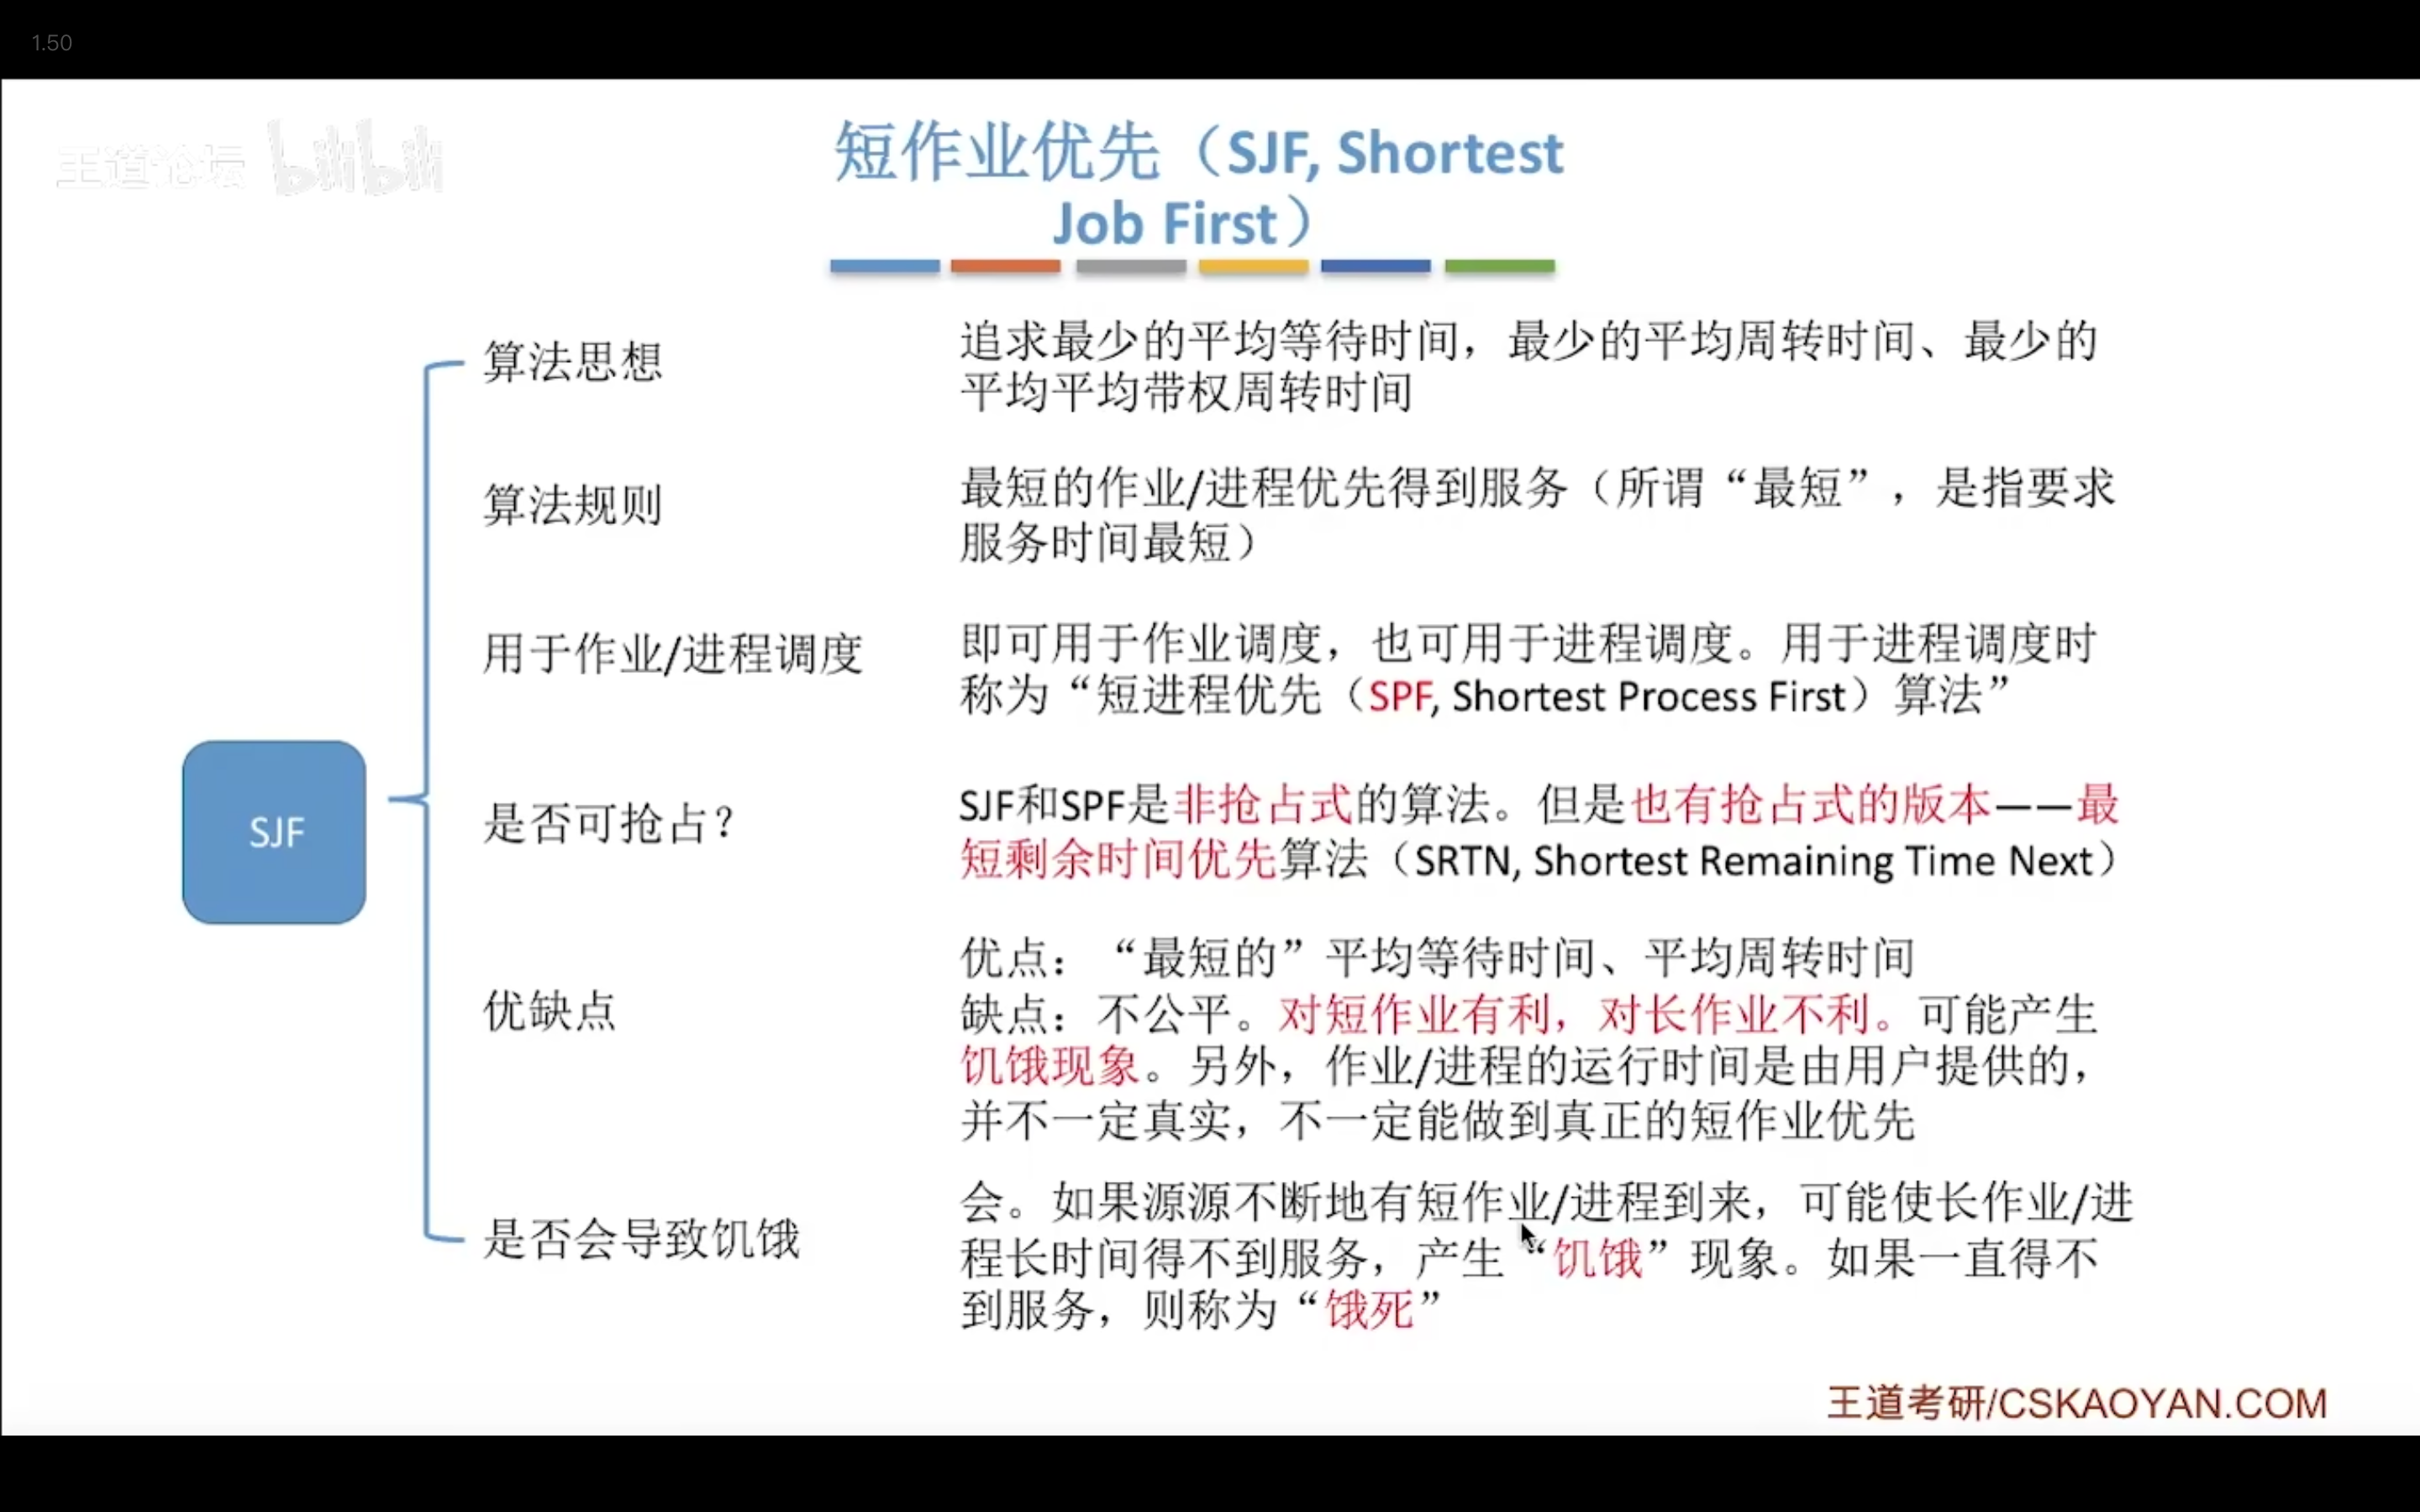 1.50
王道论坛 bilibili
短作业优先（SJF, Shortest
Job First）
算法思想
追求最少的平均等待时间，最少的平均周转时间、最少的
平均平均带权周转时间
算法规则
最短的作业/进程优先得到服务（所谓“最短”，是指要求
服务时间最短）
用于作业/进程调度
即可用于作业调度，也可用于进程调度。用于进程调度时
称为“短进程优先（SPF, Shortest Process First）算法”
SJF
是否可抢占？
SJF和SPF是非抢占式的算法。但是也有抢占式的版本——最
短剩余时间优先算法（SRTN, Shortest Remaining Time Next）
优缺点
优点：“最短的”平均等待时间、平均周转时间
缺点：不公平。对短作业有利，对长作业不利。可能产生
饥饿现象。另外，作业/进程的运行时间是由用户提供的，
并不一定真实，不一定能做到真正的短作业优先
是否会导致饥饿
会。如果源源不断地有短作业/进程到来，可能使长作业/进
程长时间得不到服务，产生“饥饿”现象。如果一直得不
到服务，则称为“饿死”
王道考研/CSKAOYAN.COM